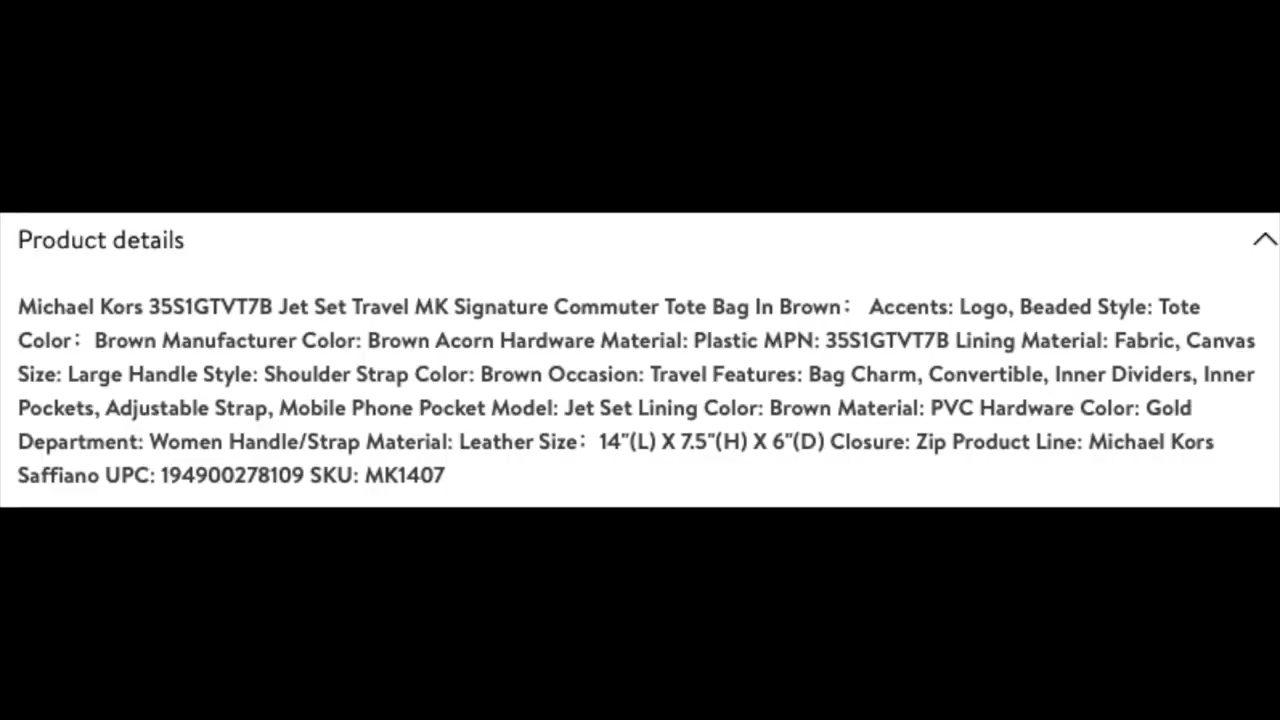 Product details
Michael Kors 35S1GTVT7B Jet Set Travel MK Signature Commuter Tote Bag In Brown： Accents: Logo, Beaded Style: Tote
Color： Brown Manufacturer Color: Brown Acorn Hardware Material: Plastic MPN: 35S1GTVT7B Lining Material: Fabric, Canvas
Size: Large Handle Style: Shoulder Strap Color: Brown Occasion: Travel Features: Bag Charm, Convertible, Inner Dividers, Inner
Pockets, Adjustable Strap, Mobile Phone Pocket Model: Jet Set Lining Color: Brown Material: PVC Hardware Color: Gold
Department: Women Handle/Strap Material: Leather Size： 14"(L) X 7.5"(H) X 6"(D) Closure: Zip Product Line: Michael Kors
Saffiano UPC: 194900278109 SKU: MK1407